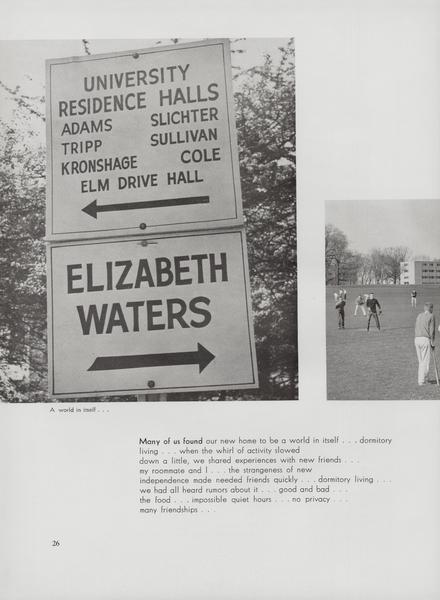 UNIVERSITY
RESIDENCE HALLS
ADAMS SLICHTER
TRIPP SULLIVAN
KRONSHAGE COLE
ELM DRIVE HALL
ELIZABETH
WATERS
A world in itself . . .
Many of us found our new home to be a world in itself . . . dormitory
living . . . when the whirl of activity slowed
down a little, we shared experiences with new friends . . .
my roommate and I . . . the strangeness of new
independence made needed friends quickly . . . dormitory living . . .
we had all heard rumors about it . . . good and bad . . .
the food . . . impossible quiet hours . . . no privacy . . .
many friendships . . .
26